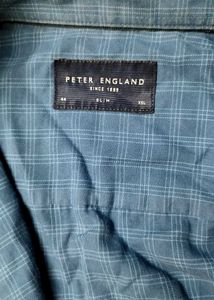 PETER ENGLAND
SINCE 1889
SLIM
44 XXL